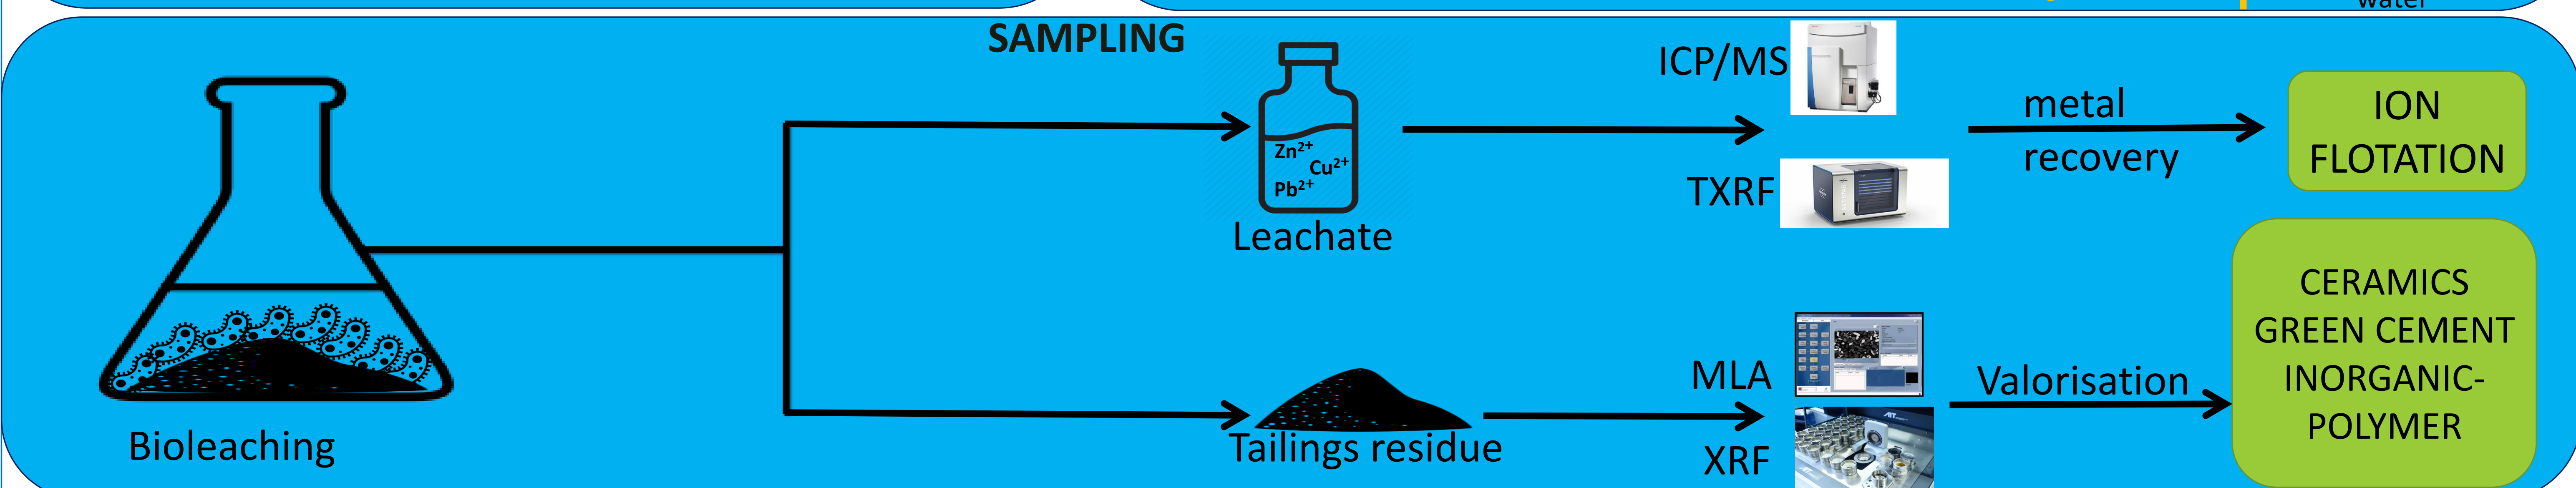 water
SAMPLING
ICP/MS
metal
recovery
ION
FLOTATION
Zn²⁺
Cu²⁺
Pb²⁺
TXRF
Leachate
CERAMICS
GREEN CEMENT
INORGANIC-
POLYMER
MLA
Valorisation
Bioleaching
Tailings residue
XRF